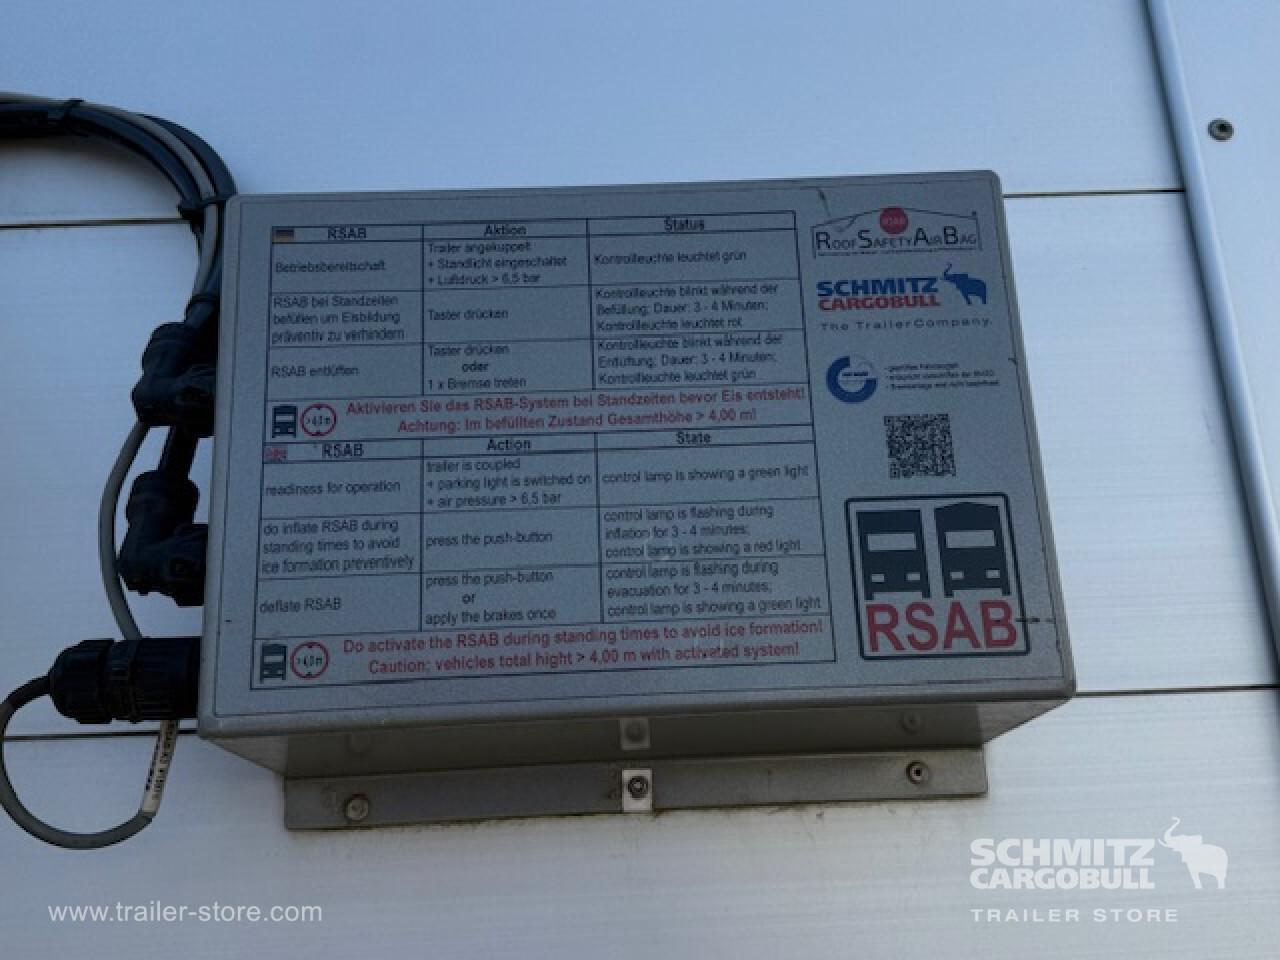 RSAB Aktion Status
Betriebsbereitschaft
Trailer angekuppelt
+ Standlicht eingeschaltet
+ Luftdruck > 6,5 bar
Kontrollleuchte leuchtet grün
RSAB bei Standzeiten
befüllen um Eisbildung
präventiv zu verhindern
Taster drücken
Kontrollleuchte blinkt während der
Befüllung; Dauer: 3 - 4 Minuten;
Kontrollleuchte leuchtet rot
RSAB entlüften
Taster drücken
oder
1 x Bremse treten
Kontrollleuchte blinkt während der
Entlüftung; Dauer: 3 - 4 Minuten;
Kontrollleuchte leuchtet grün
Aktivieren Sie das RSAB-System bei Standzeiten bevor Eis entsteht!
Achtung: Im befüllten Zustand Gesamthöhe > 4,00 m!
RSAB Action State
readiness for operation
trailer is coupled
+ parking light is switched on
+ air pressure > 6,5 bar
control lamp is showing a green light
do inflate RSAB during
standing times to avoid
ice formation preventively
press the push-button
control lamp is flashing during
inflation for 3 - 4 minutes;
control lamp is showing a red light
deflate RSAB
press the push-button
or
apply the brakes once
control lamp is flashing during
evacuation for 3 - 4 minutes;
control lamp is showing a green light
Do activate the RSAB during standing times to avoid ice formation!
Caution: vehicles total hight > 4,00 m with activated system!
RSAB
ROOFSAFETYAIRBAG
SCHMITZ
CARGOBULL
The TrailerCompany.
RSAB
www.trailer-store.com
SCHMITZ
CARGOBULL
TRAILER STORE